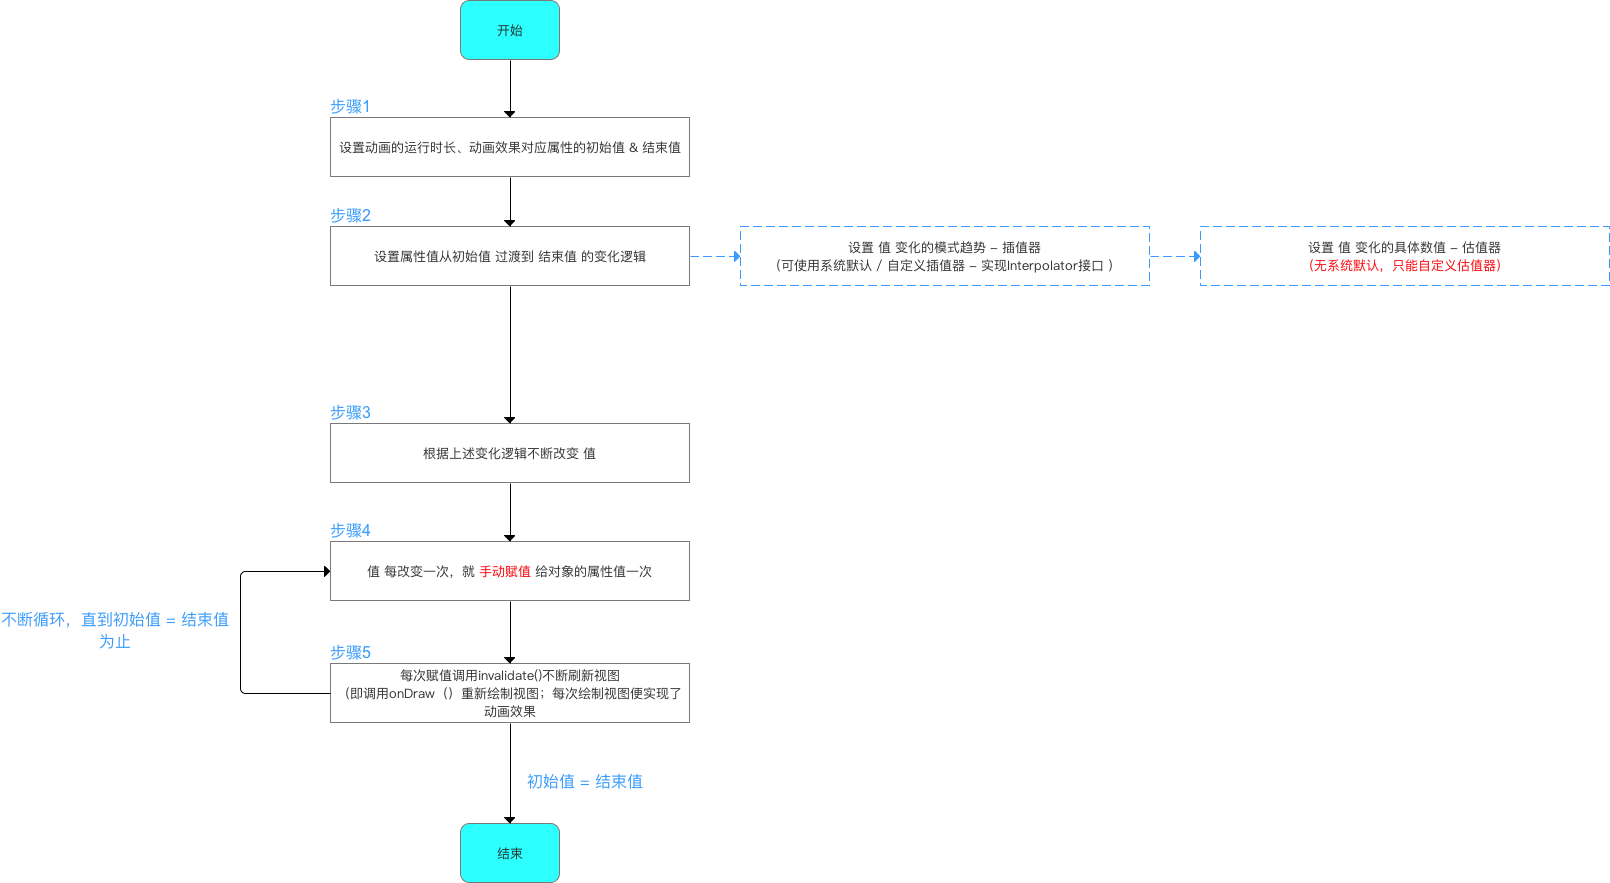 开始
步骤1
设置动画的运行时长、动画效果对应属性的初始值 & 结束值
步骤2
设置属性值从初始值 过渡到 结束值 的变化逻辑
设置 值 变化的模式趋势 – 插值器
（可使用系统默认 / 自定义插值器 – 实现Interpolator接口 ）
设置 值 变化的具体数值 – 估值器
（无系统默认，只能自定义估值器）
步骤3
根据上述变化逻辑不断改变 值
步骤4
值 每改变一次，就 手动赋值 给对象的属性值一次
不断循环，直到初始值 = 结束值
为止
步骤5
每次赋值调用invalidate()不断刷新视图
（即调用onDraw（）重新绘制视图；每次绘制视图便实现了
动画效果
初始值 = 结束值
结束